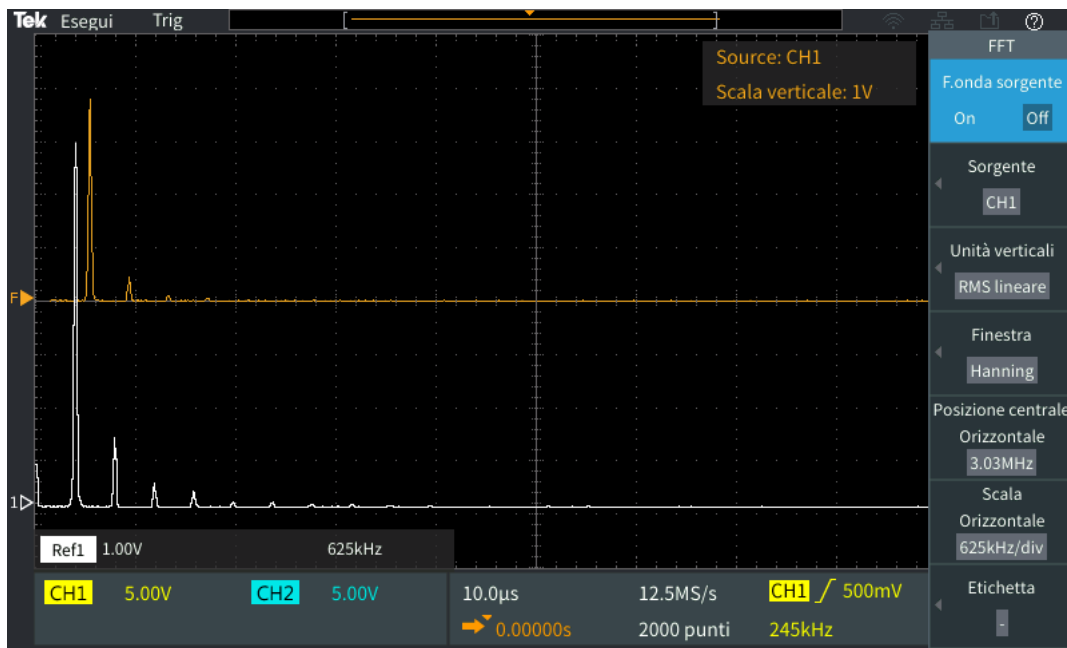 Tek Esegui Trig
Source: CH1
Scala verticale: 1V
F
1
Ref1 1.00V 625kHz
CH1 5.00V CH2 5.00V
10.0µs 12.5MS/s CH1 500mV
0.00000s 2000 punti 245kHz
FFT
F.onda sorgente
On Off
Sorgente
CH1
Unità verticali
RMS lineare
Finestra
Hanning
Posizione centrale
Orizzontale
3.03MHz
Scala
Orizzontale
625kHz/div
Etichetta
-